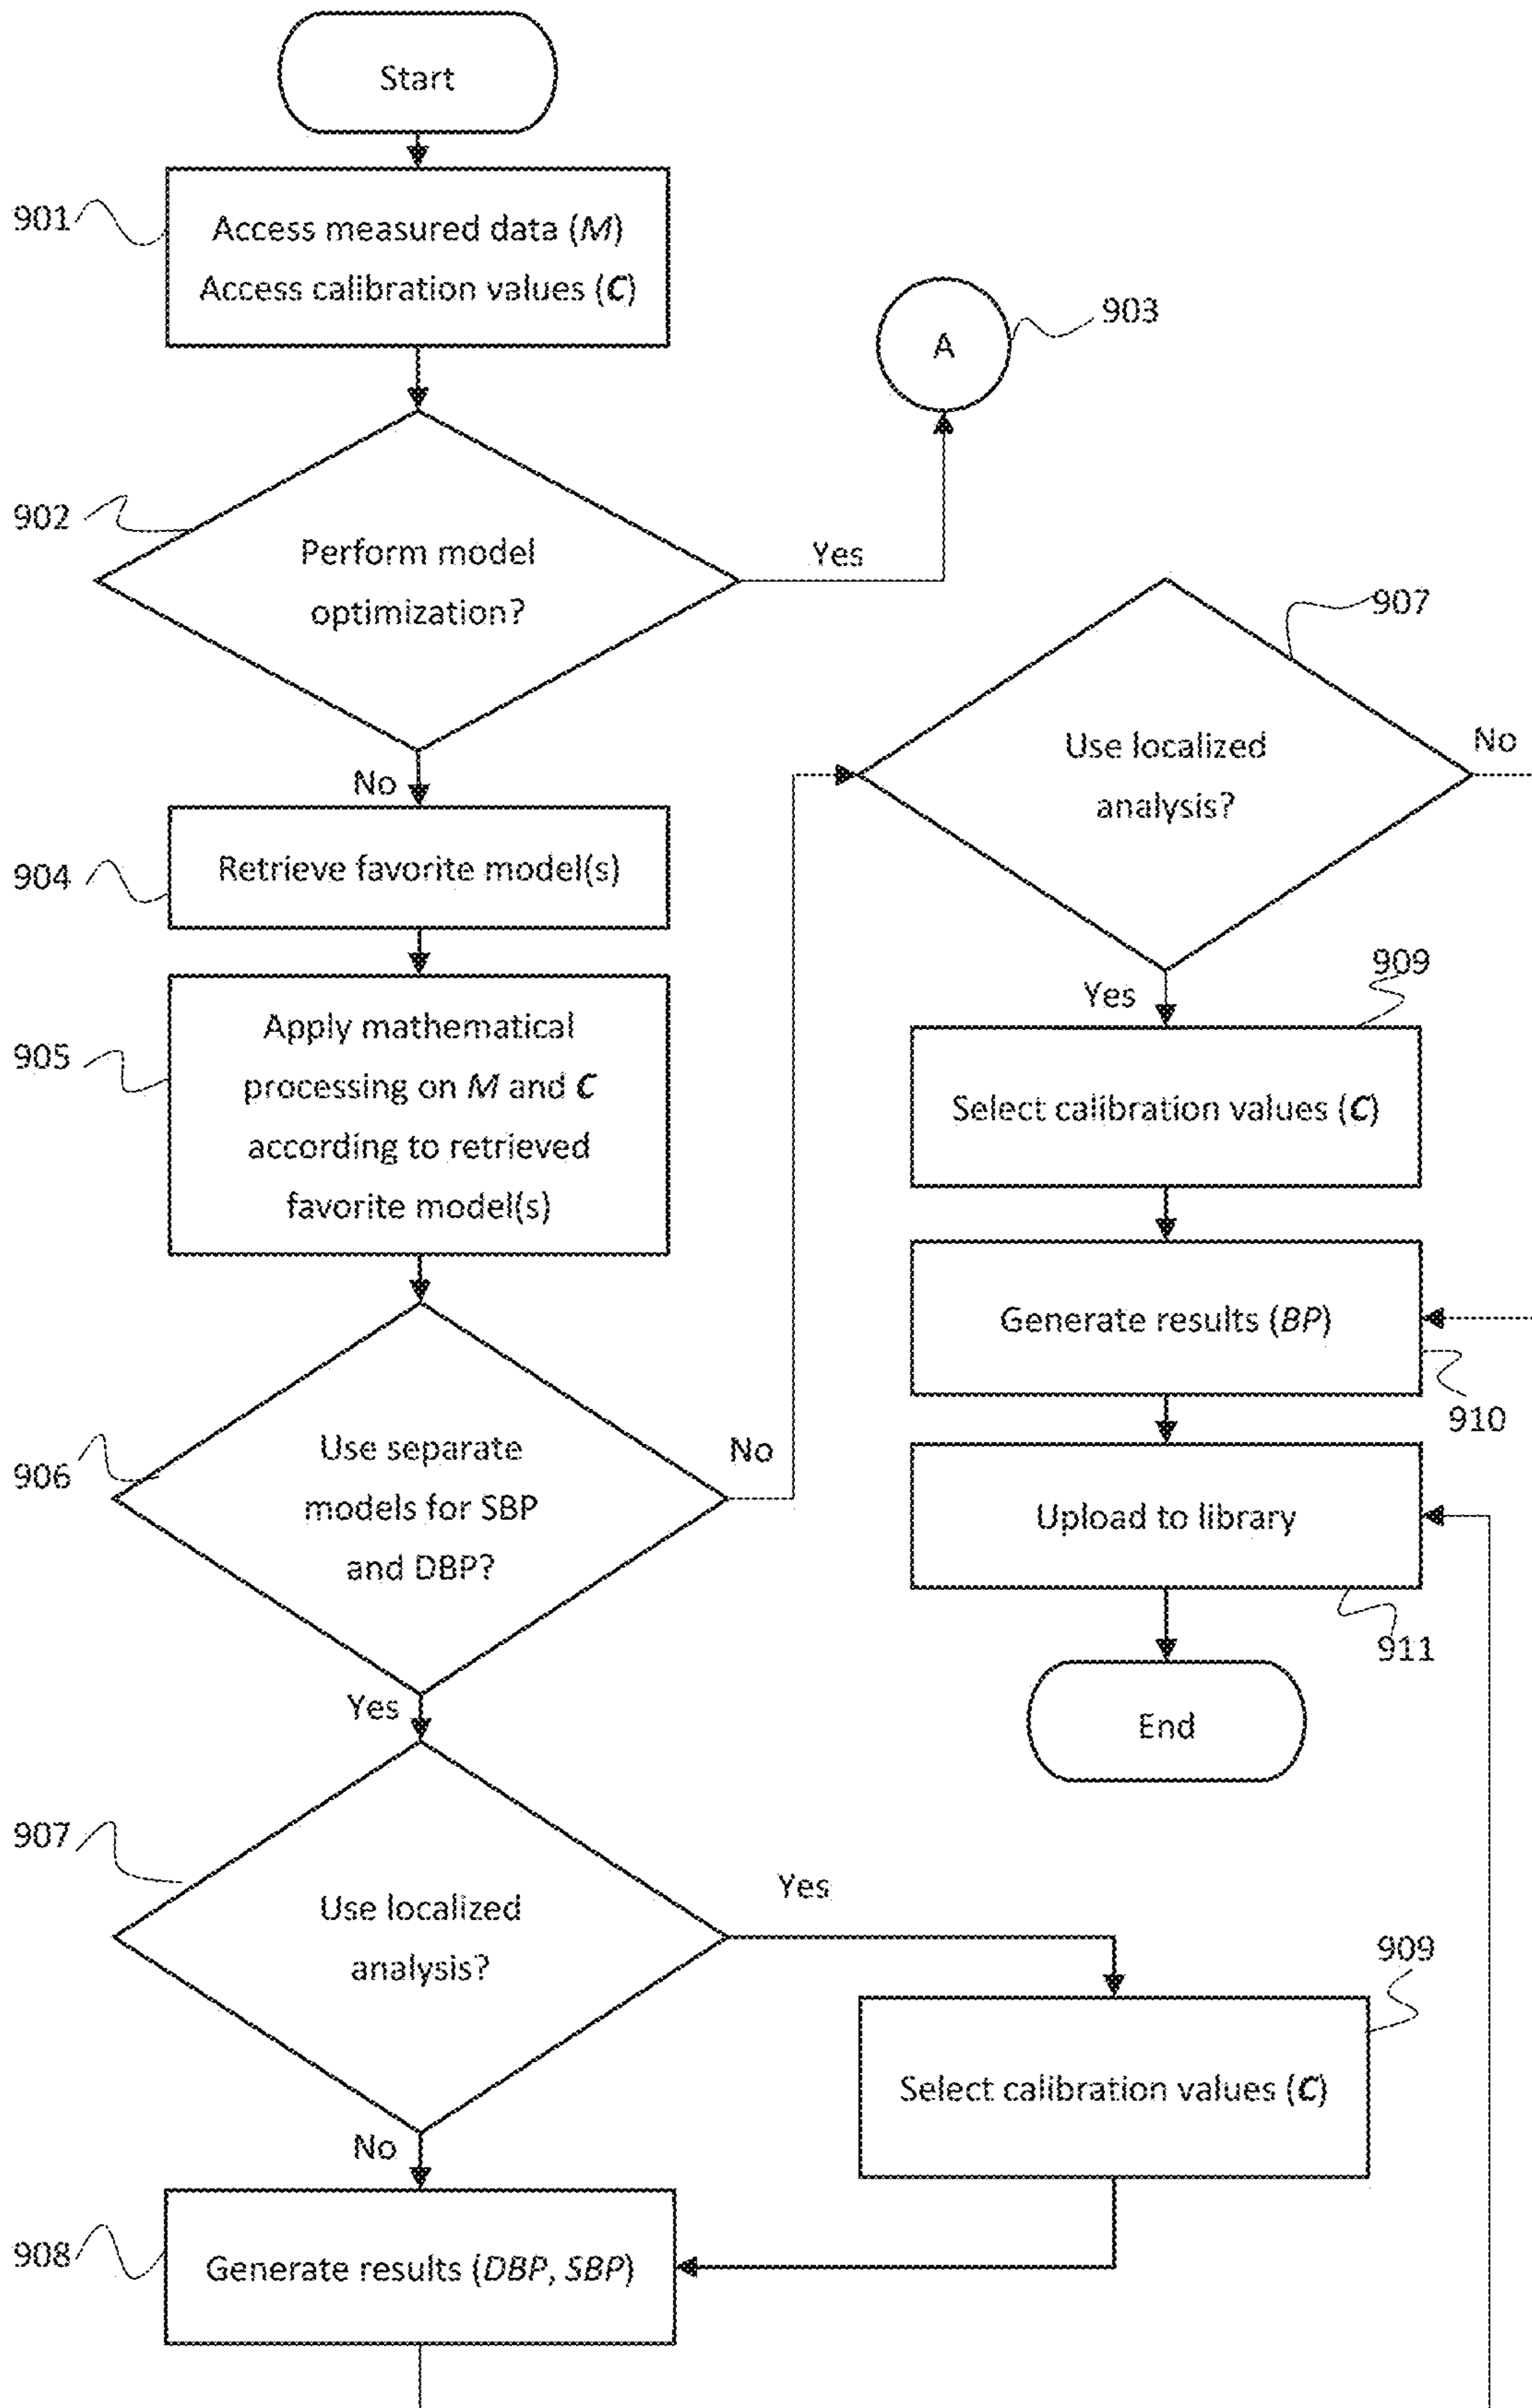 Start
901
Access measured data (M)
Access calibration values (C)
903
A
902
Perform model
optimization?
Yes
No
904
Retrieve favorite model(s)
905
Apply mathematical
processing on M and C
according to retrieved
favorite model(s)
906
Use separate
models for SBP
and DBP?
No
Yes
907
Use localized
analysis?
Yes
No
909
Select calibration values (C)
908
Generate results (DBP, SBP)
907
Use localized
analysis?
No
Yes
909
Select calibration values (C)
Generate results (BP)
910
Upload to library
911
End